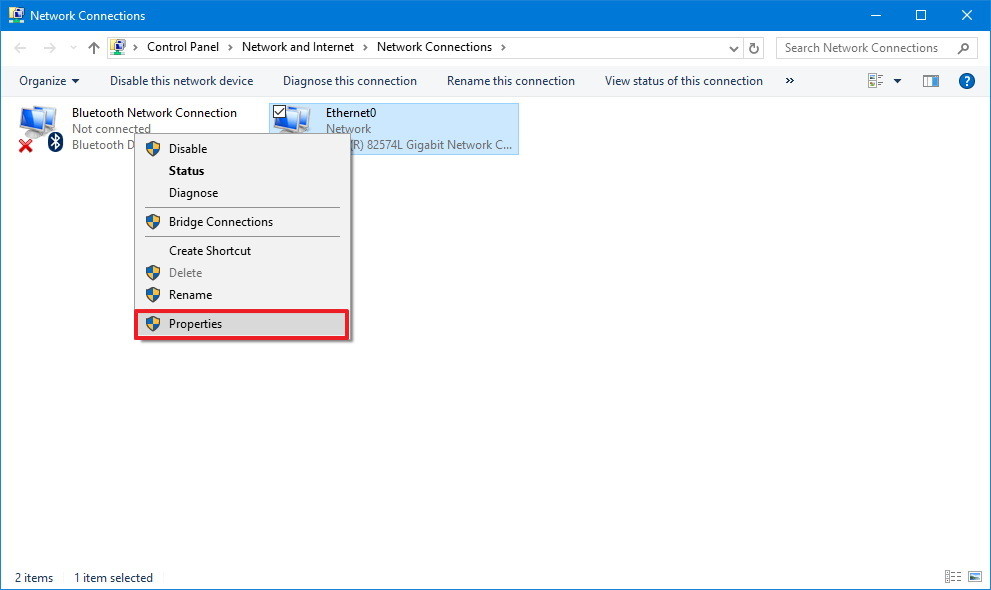 Network Connections
Control Panel > Network and Internet > Network Connections >
Search Network Connections
Organize Disable this network device Diagnose this connection Rename this connection View status of this connection »
Bluetooth Network Connection
Not connected
Bluetooth D
Ethernet0
Network
(R) 82574L Gigabit Network C...
Disable
Status
Diagnose
Bridge Connections
Create Shortcut
Delete
Rename
Properties
2 items 1 item selected